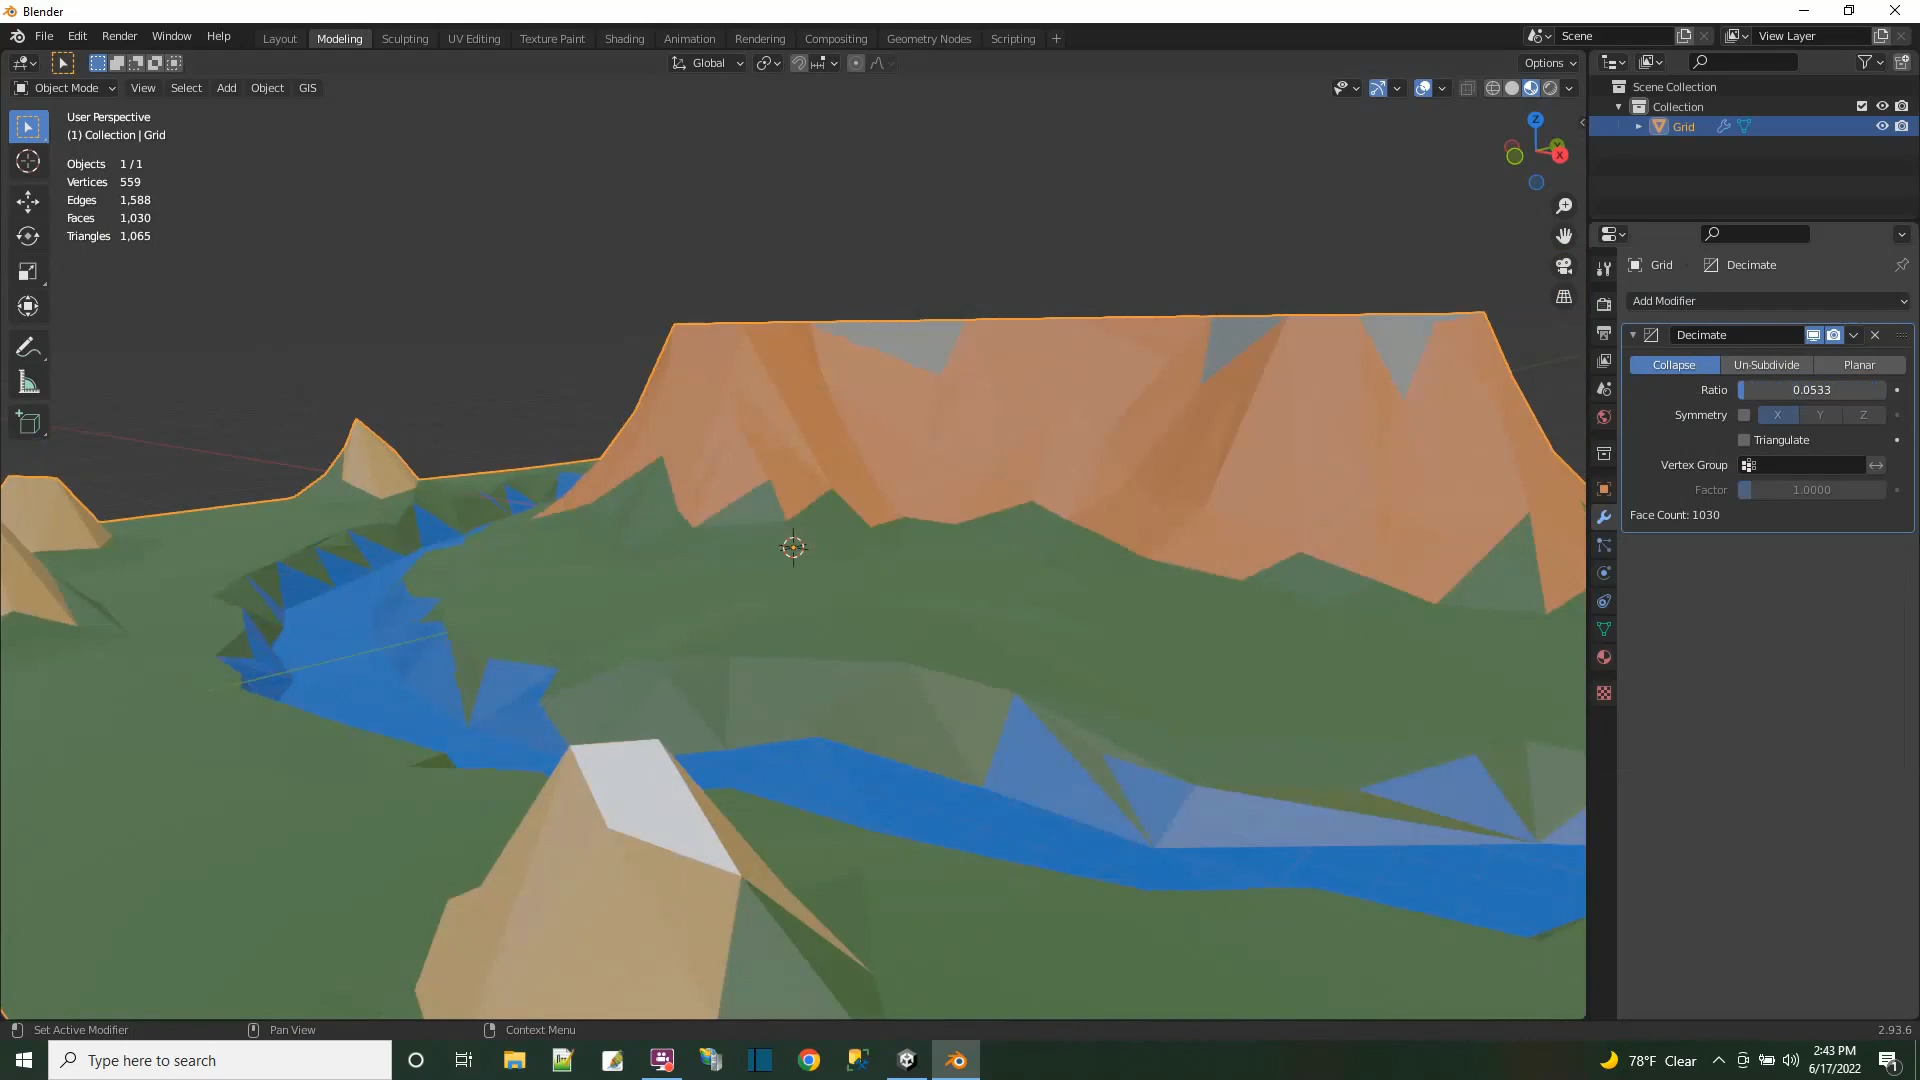 Blender
File Edit Render Window Help
Layout Modeling Sculpting UV Editing Texture Paint Shading Animation Rendering Compositing Geometry Nodes Scripting +
Scene
View Layer
Global
Options
Object Mode View Select Add Object GIS
User Perspective
(1) Collection | Grid
Objects 1 / 1
Vertices 559
Edges 1,588
Faces 1,030
Triangles 1,065
Z
Y
X
Scene Collection
Collection
Grid
Grid Decimate
Add Modifier
Decimate
Collapse Un-Subdivide Planar
Ratio 0.0533
Symmetry X Y Z
Triangulate
Vertex Group
Factor 1.0000
Face Count: 1030
Set Active Modifier Pan View Context Menu
2.93.6
Type here to search
78°F Clear
2:43 PM
6/17/2022
1